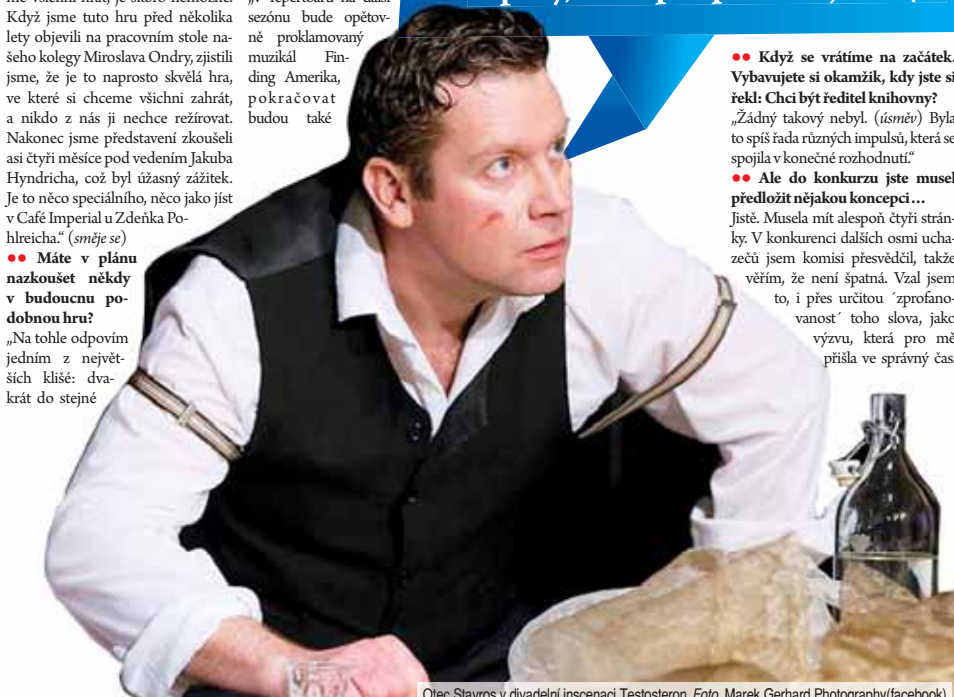 Když jsme tuto hru před několika
lety objevili na pracovním stole na-
šeho kolegy Miroslava Ondry, zjistili
jsme, že je to naprosto skvělá hra,
ve které si chceme všichni zahrát,
a nikdo z nás ji nechce režírovat.
Nakonec jsme představení zkoušeli
asi čtyři měsíce pod vedením Jakuba
Hyndricha, což byl úžasný zážitek.
Je to něco speciálního, něco jako jíst
v Café Imperial u Zdeňka Po-
hlreicha.“ (směje se)
●● Máte v plánu
nazkoušet někdy
v budoucnu po-
dobnou hru?
„Na tohle odpovím
jedním z největ-
ších klišé: dva-
krát do stejné
sezónu bude opětov-
ně proklamovaný
muzikál Fin-
ding Amerika,
pokračovat
budou také
●● Když se vrátíme na začátek.
Vybavujete si okamžik, kdy jste si
řekl: Chci být ředitel knihovny?
„Žádný takový nebyl. (úsměv) Byla
to spíš řada různých impulsů, která se
spojila v konečné rozhodnutí.“
●● Ale do konkurzu jste musel
předložit nějakou koncepci…
Jistě. Musela mít alespoň čtyři strán-
ky. V konkurenci dalších osmi ucha-
zečů jsem komisi přesvědčil, takže
věřím, že není špatná. Vzal jsem
to, i přes určitou ´zprofano-
vanost´ toho slova, jako
výzvu, která pro mě
přišla ve správný čas.
Otec Stavros v divadelní inscenaci Testosteron. Foto Marek Gerhard Photography(facebook)